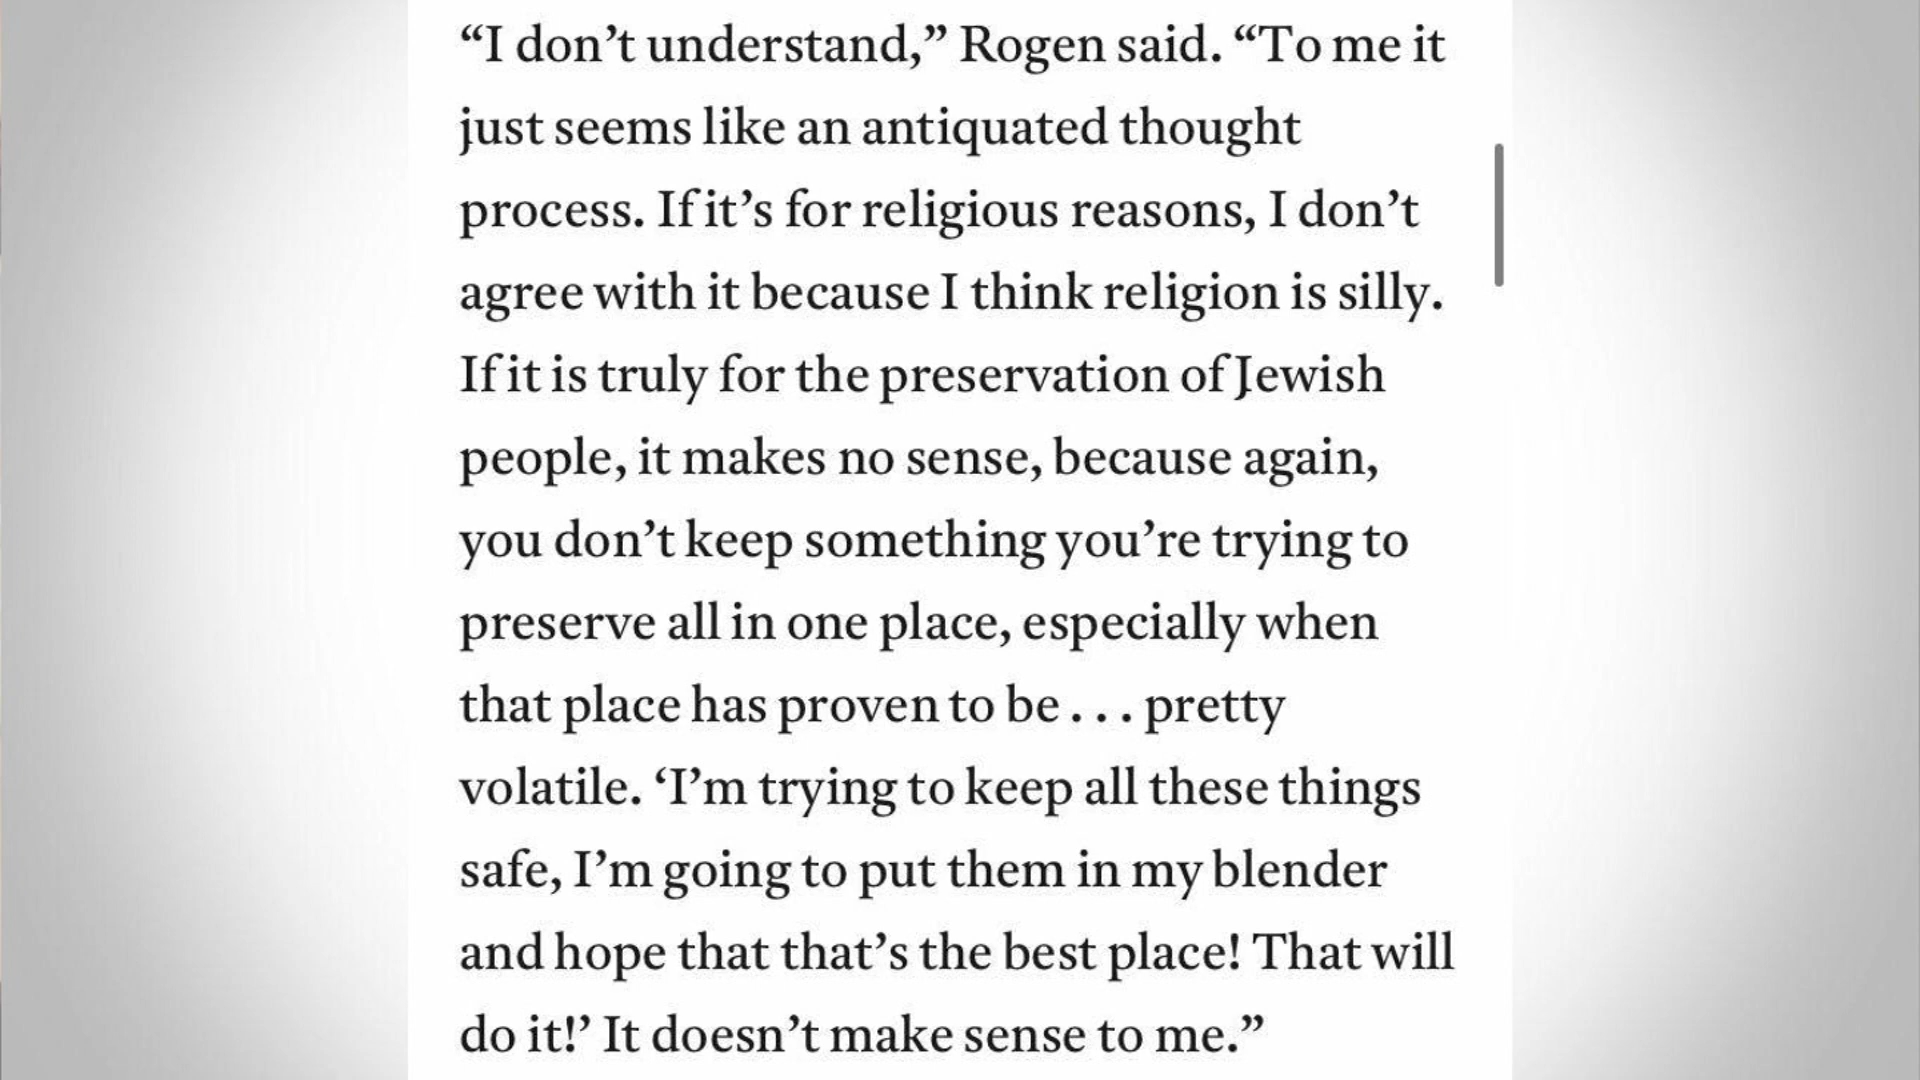 “I don’t understand,” Rogen said. “To me it
just seems like an antiquated thought
process. If it’s for religious reasons, I don’t
agree with it because I think religion is silly.
If it is truly for the preservation of Jewish
people, it makes no sense, because again,
you don’t keep something you’re trying to
preserve all in one place, especially when
that place has proven to be . . . pretty
volatile. ‘I’m trying to keep all these things
safe, I’m going to put them in my blender
and hope that that’s the best place! That will
do it!’ It doesn’t make sense to me.”